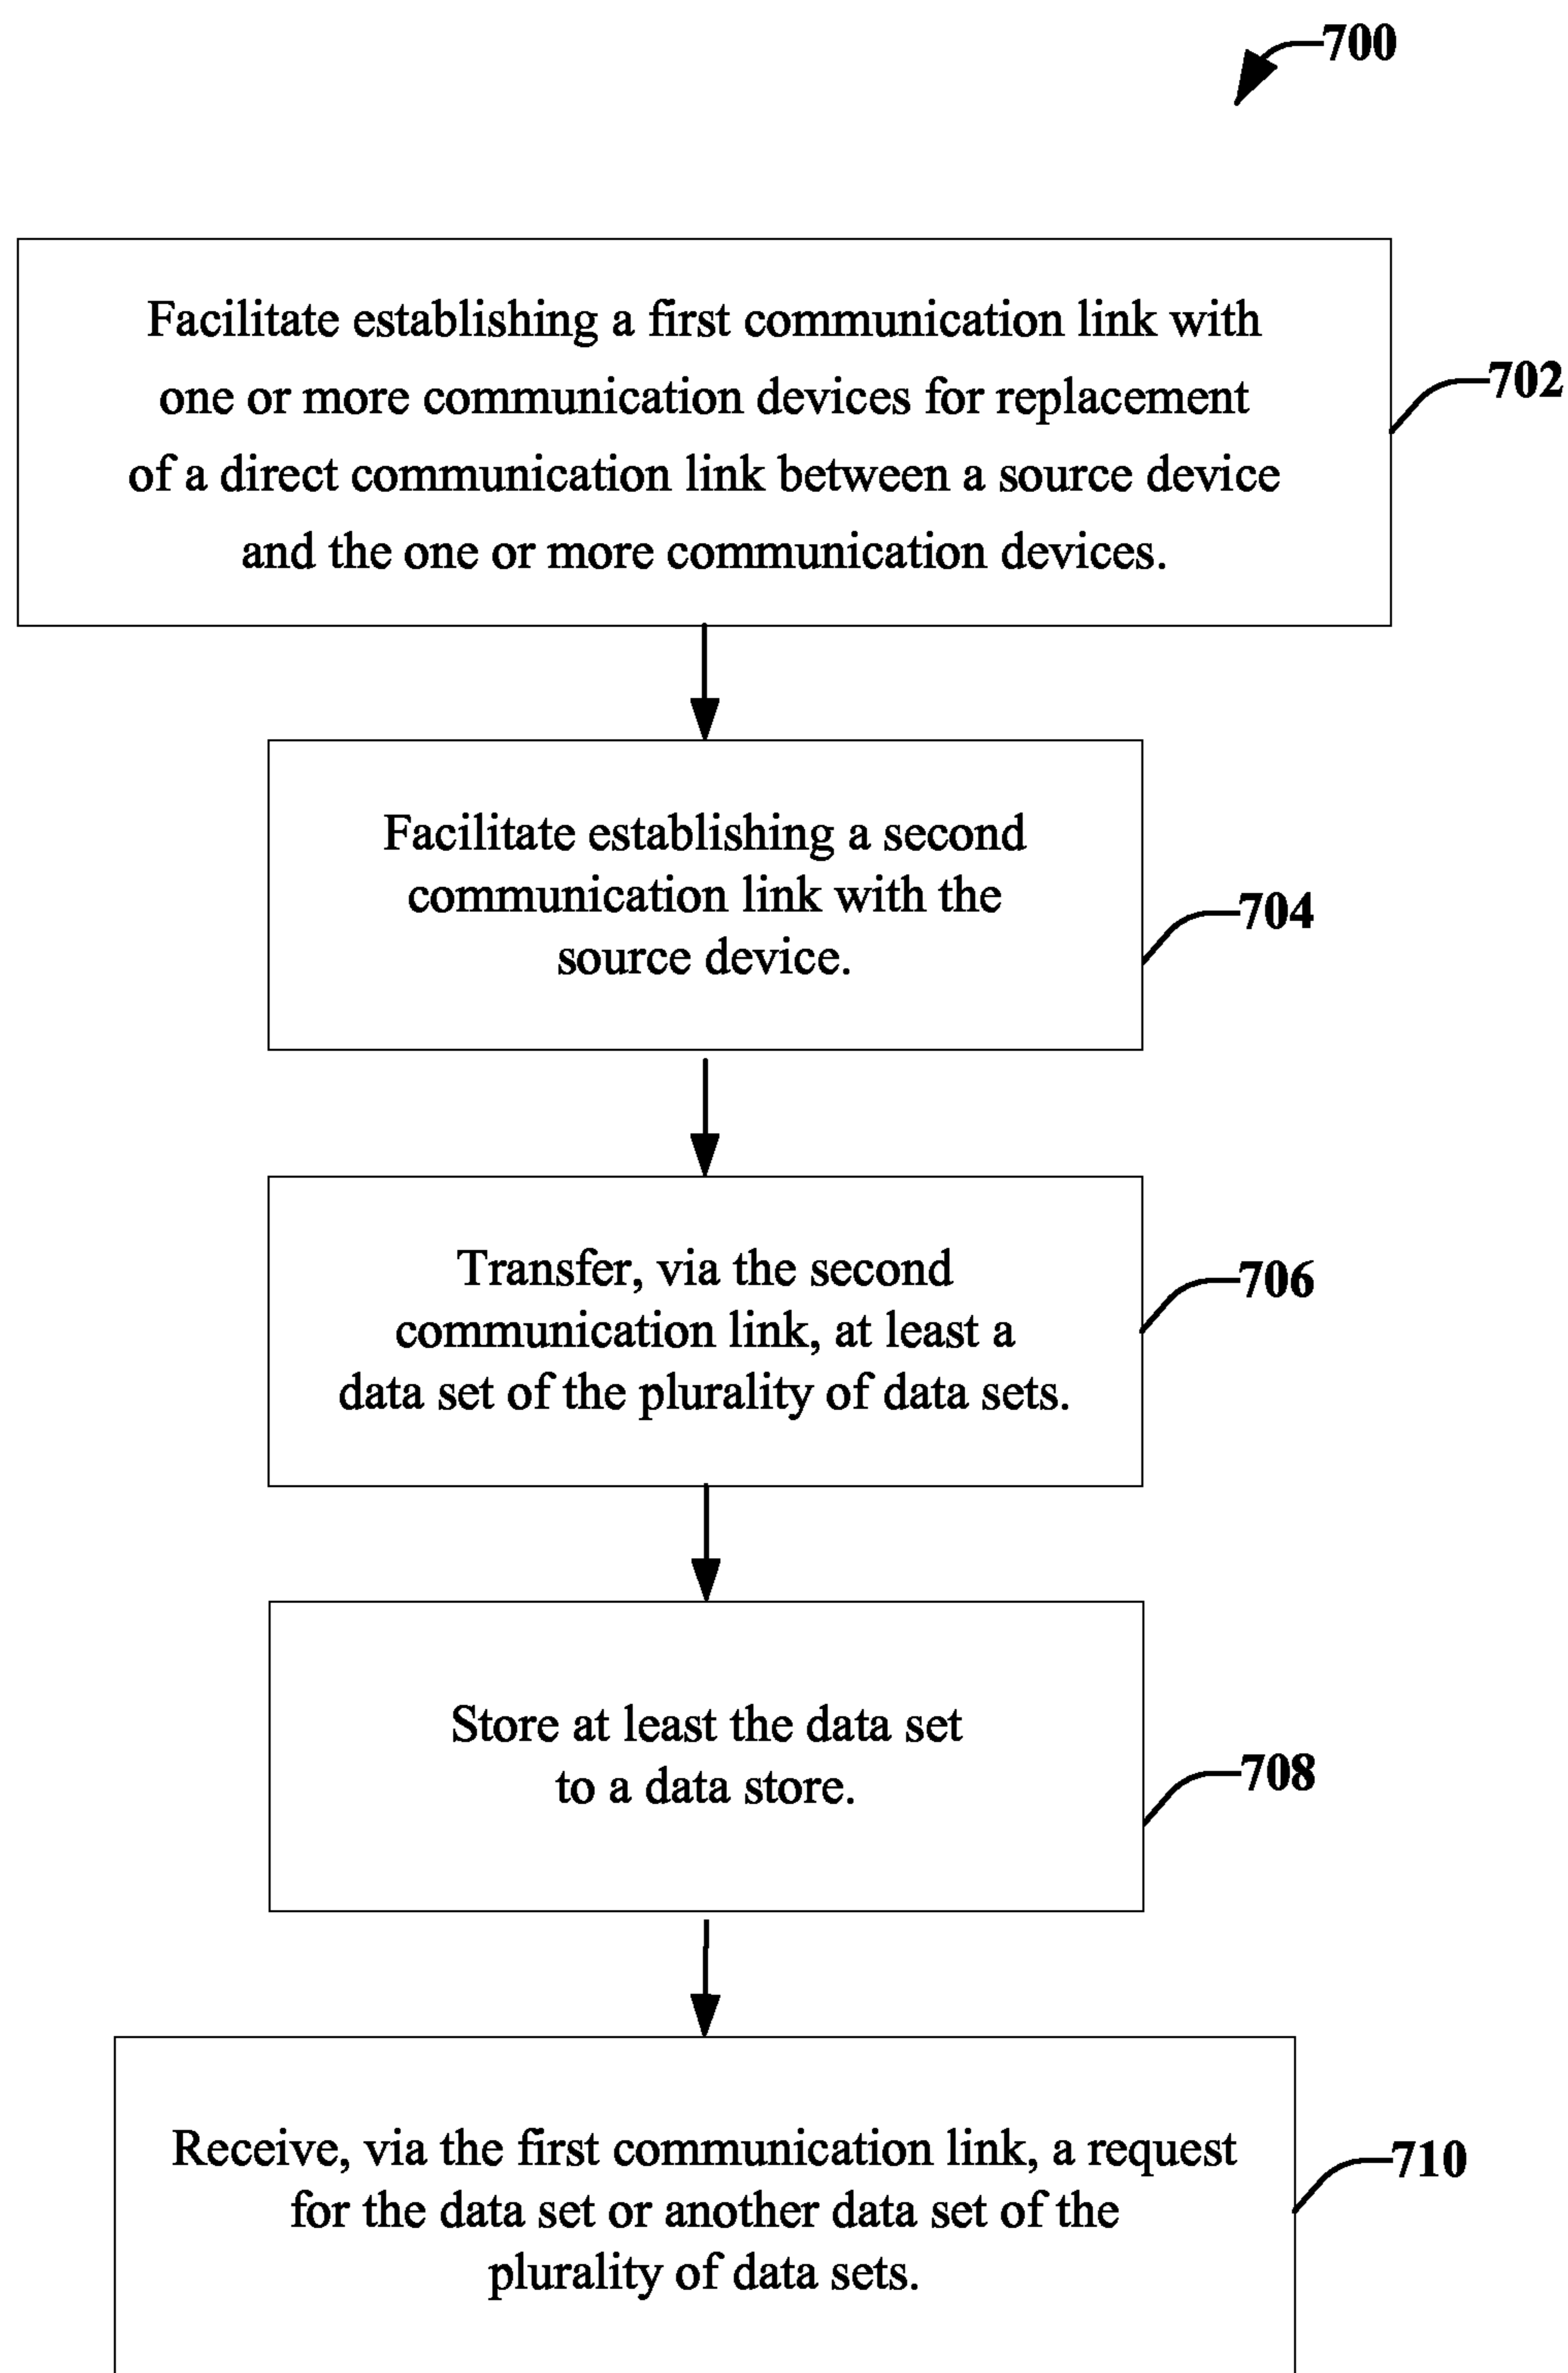 700
Facilitate establishing a first communication link with
one or more communication devices for replacement
of a direct communication link between a source device
and the one or more communication devices.
702
Facilitate establishing a second
communication link with the
source device.
704
Transfer, via the second
communication link, at least a
data set of the plurality of data sets.
706
Store at least the data set
to a data store.
708
Receive, via the first communication link, a request
for the data set or another data set of the
plurality of data sets.
710